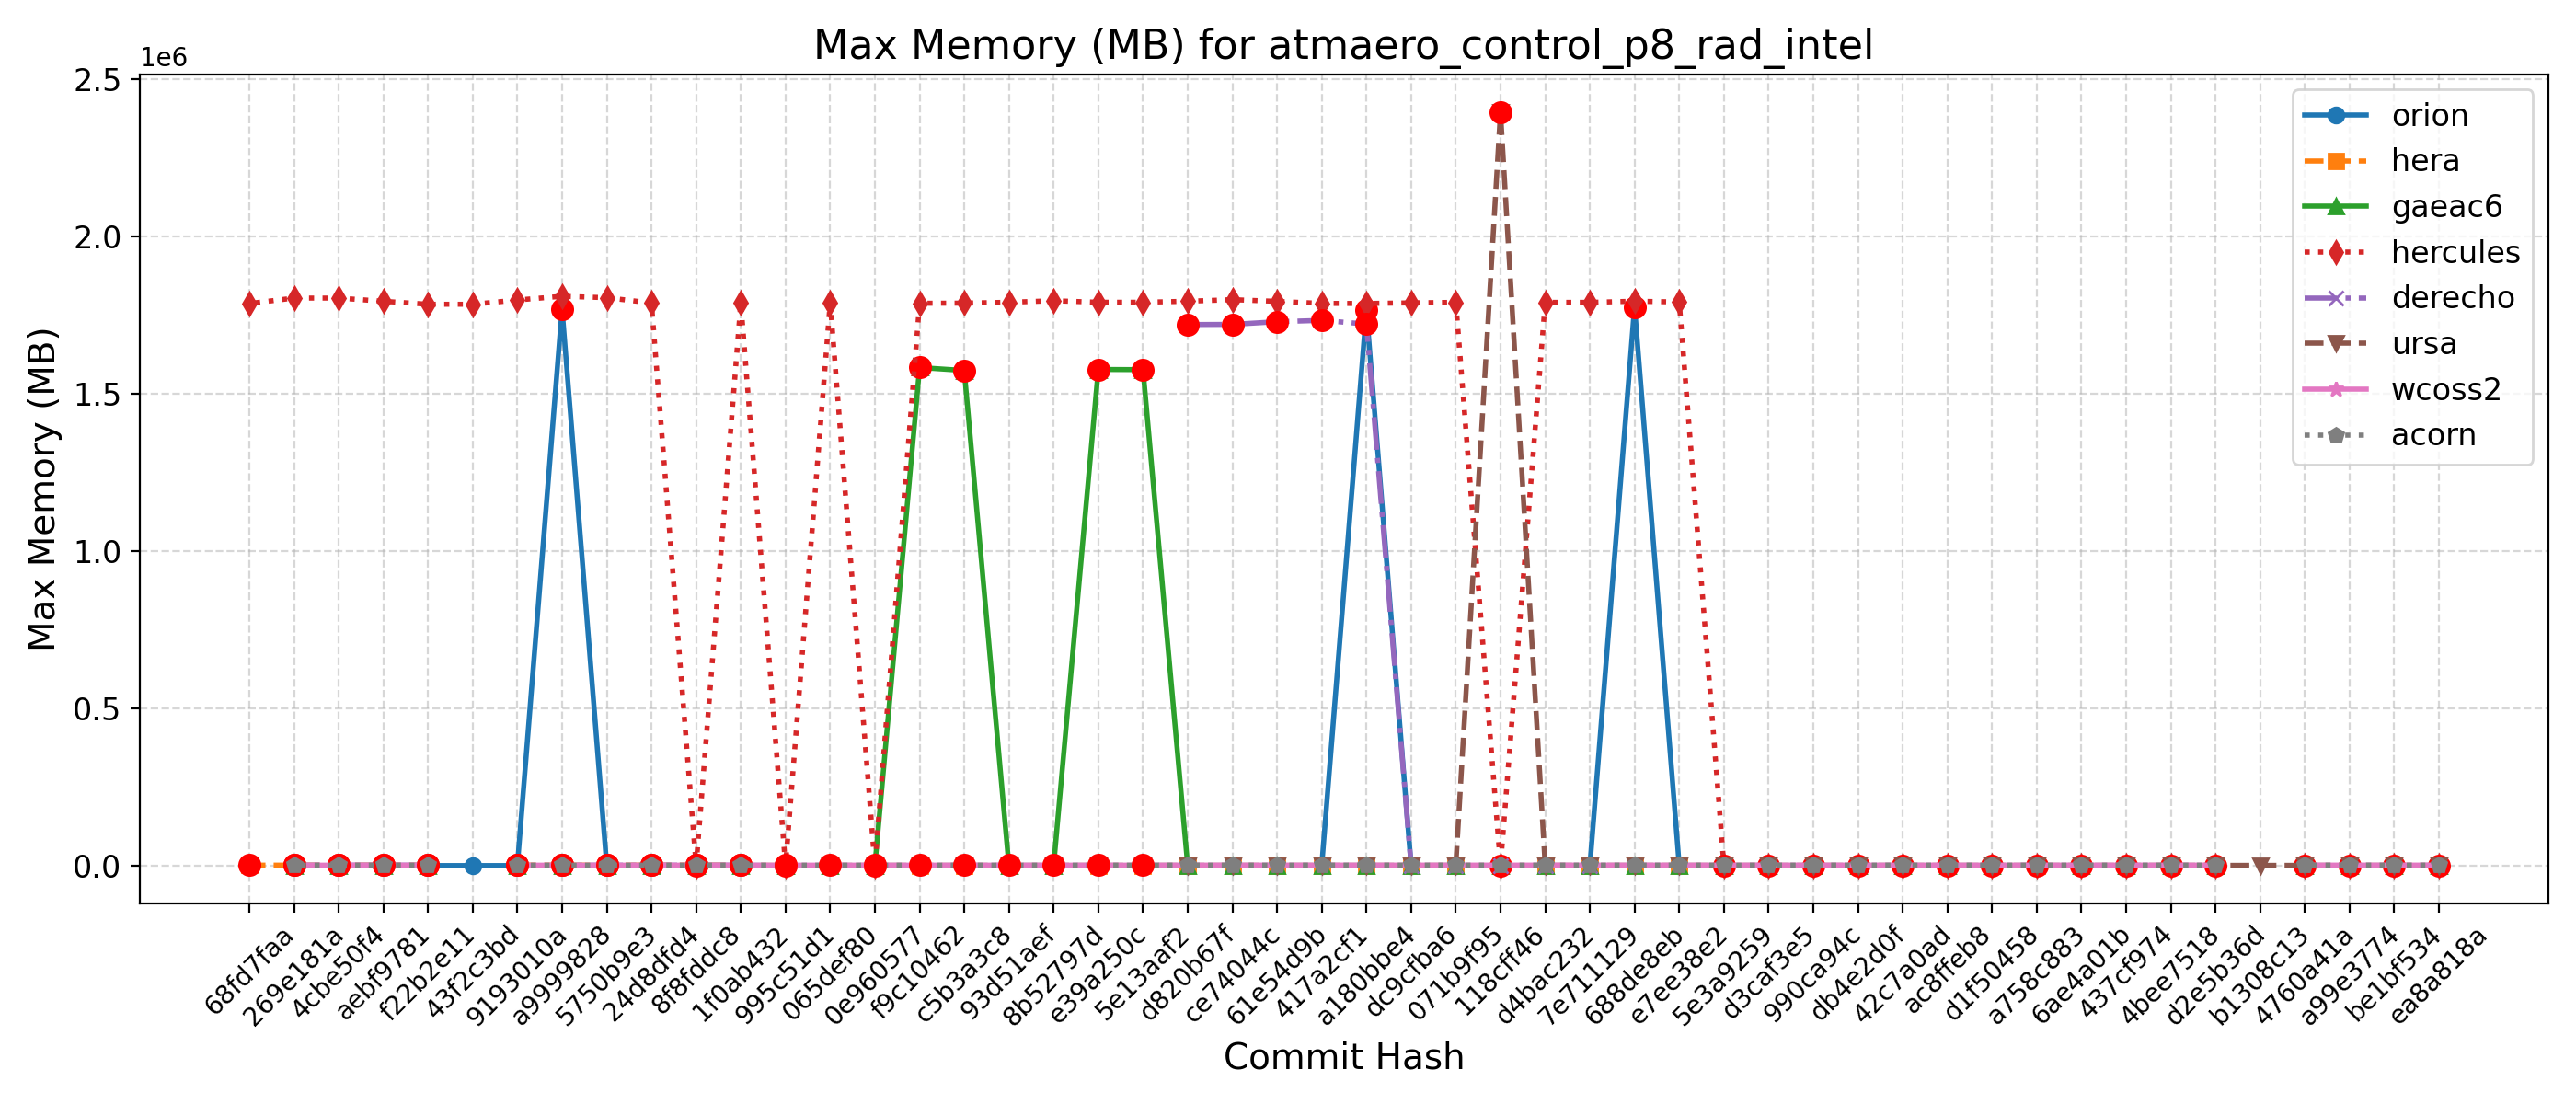 Max Memory (MB) for atmaero_control_p8_rad_intel
1e6
2.5
2.0
1.5
1.0
0.5
0.0
Max Memory (MB)
orion
hera
gaeac6
hercules
derecho
ursa
wcoss2
acorn
68fd7faa
269e181a
4cbe50f4
aebf9781
f22b2e11
43f2c3bd
9193010a
a9999828
5750b9e3
24d8dfd4
8f8fddc8
1f0ab432
995c51d1
065def80
0e960577
f9c10462
c5b3a3c8
93d51aef
8b52797d
e39a250c
5e13aaf2
d820b67f
ce74044c
61e54d9b
417a2cf1
a180bbe4
dc9cfba6
071b9f95
118cff46
d4bac232
7e711129
688de8eb
e7ee38e2
5e3a9259
d3caf3e5
990ca94c
db4e2d0f
42c7a0ad
ac8ffeb8
d1f50458
a758c883
6ae4a01b
437cf974
4bee7518
d2e5b36d
b1308c13
4760a41a
a99e3774
be1bf534
ea8a818a
Commit Hash